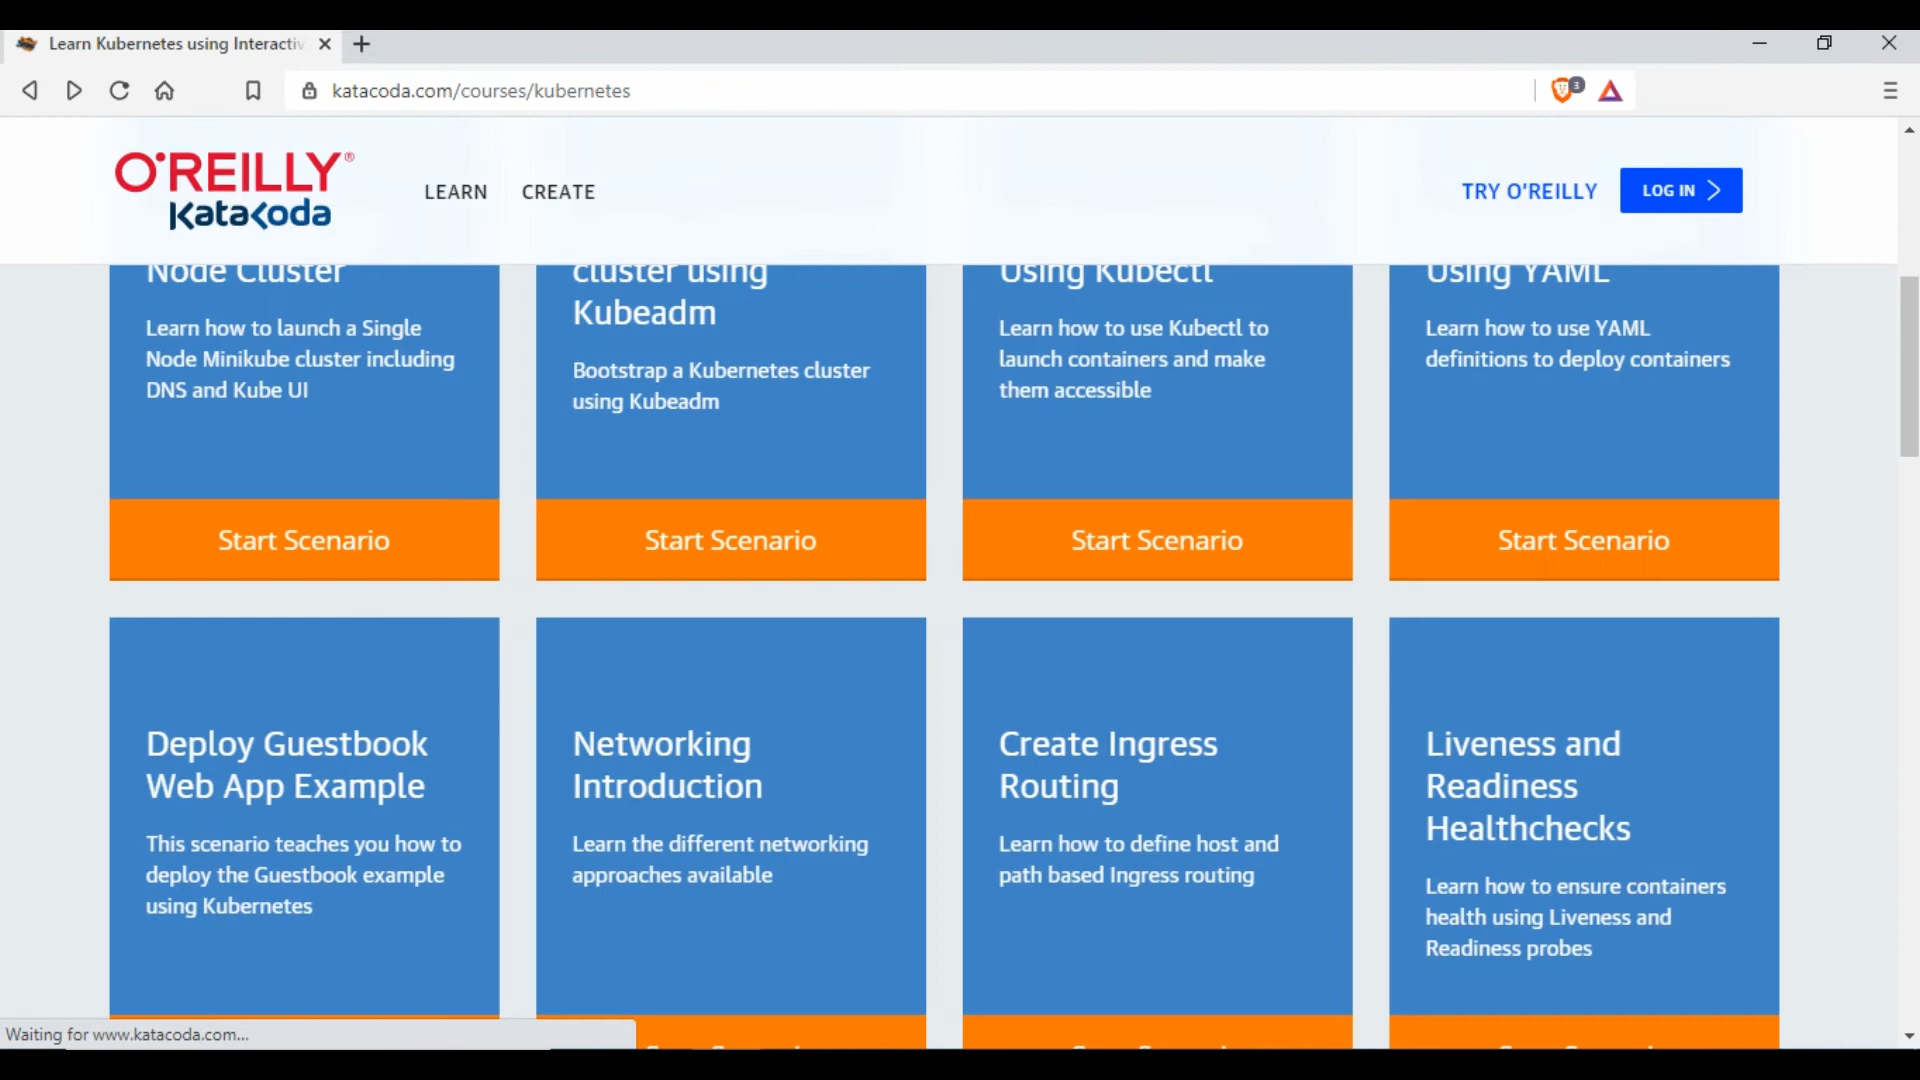 Learn Kubernetes using Interactiv
katacoda.com/courses/kubernetes
3
O'REILLY®
Katacoda
LEARN
CREATE
TRY O'REILLY
LOG IN
Node Cluster
Learn how to launch a Single
Node Minikube cluster including
DNS and Kube UI
Start Scenario
cluster using
Kubeadm
Bootstrap a Kubernetes cluster
using Kubeadm
Start Scenario
Using Kubectl
Learn how to use Kubectl to
launch containers and make
them accessible
Start Scenario
Using YAML
Learn how to use YAML
definitions to deploy containers
Start Scenario
Deploy Guestbook
Web App Example
This scenario teaches you how to
deploy the Guestbook example
using Kubernetes
Networking
Introduction
Learn the different networking
approaches available
Create Ingress
Routing
Learn how to define host and
path based Ingress routing
Liveness and
Readiness
Healthchecks
Learn how to ensure containers
health using Liveness and
Readiness probes
Waiting for www.katacoda.com...